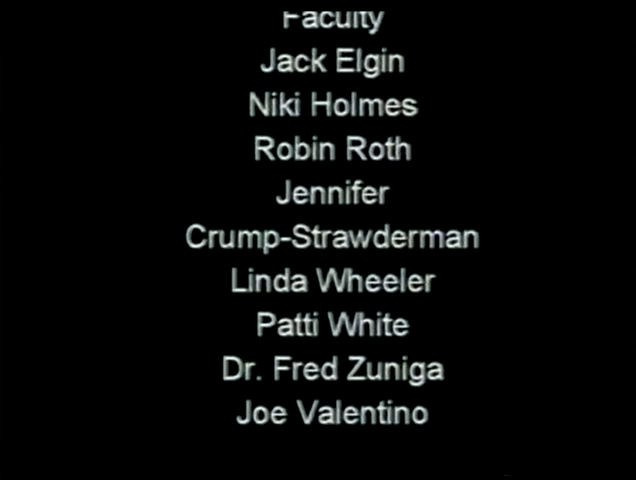 Faculty
Jack Elgin
Niki Holmes
Robin Roth
Jennifer
Crump-Strawderman
Linda Wheeler
Patti White
Dr. Fred Zuniga
Joe Valentino